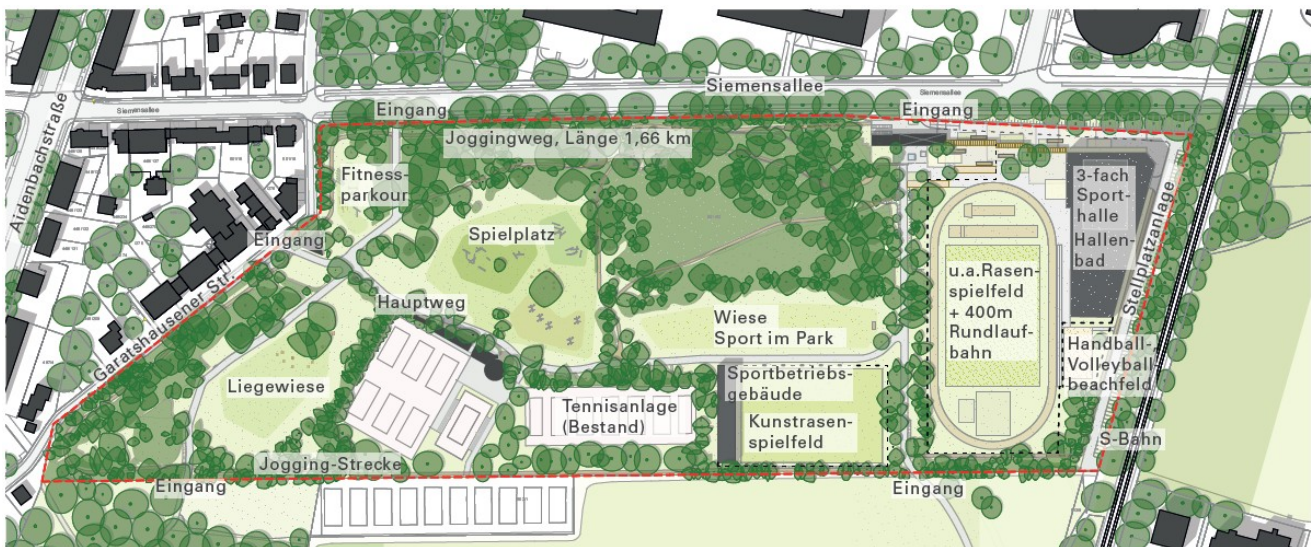 Siemensallee
Siemensallee
Siemensallee
Eingang
Eingang
Joggingweg, Länge 1,66 km
Aidenbachstraße
Fitness-
parkour
3-fach
Sport-
halle
Hallen-
bad
Stellplatzanlage
Spielplatz
Eingang
u.a.Rasen-
spielfeld
+ 400m
Rundlauf-
bahn
Garatshausener Str.
Hauptweg
Wiese
Sport im Park
Handball-
Volleyball-
beachfeld
Liegewiese
Sportbetriebs-
gebäude
Tennisanlage
(Bestand)
Kunstrasen-
spielfeld
S-Bahn
Jogging-Strecke
Eingang
Eingang